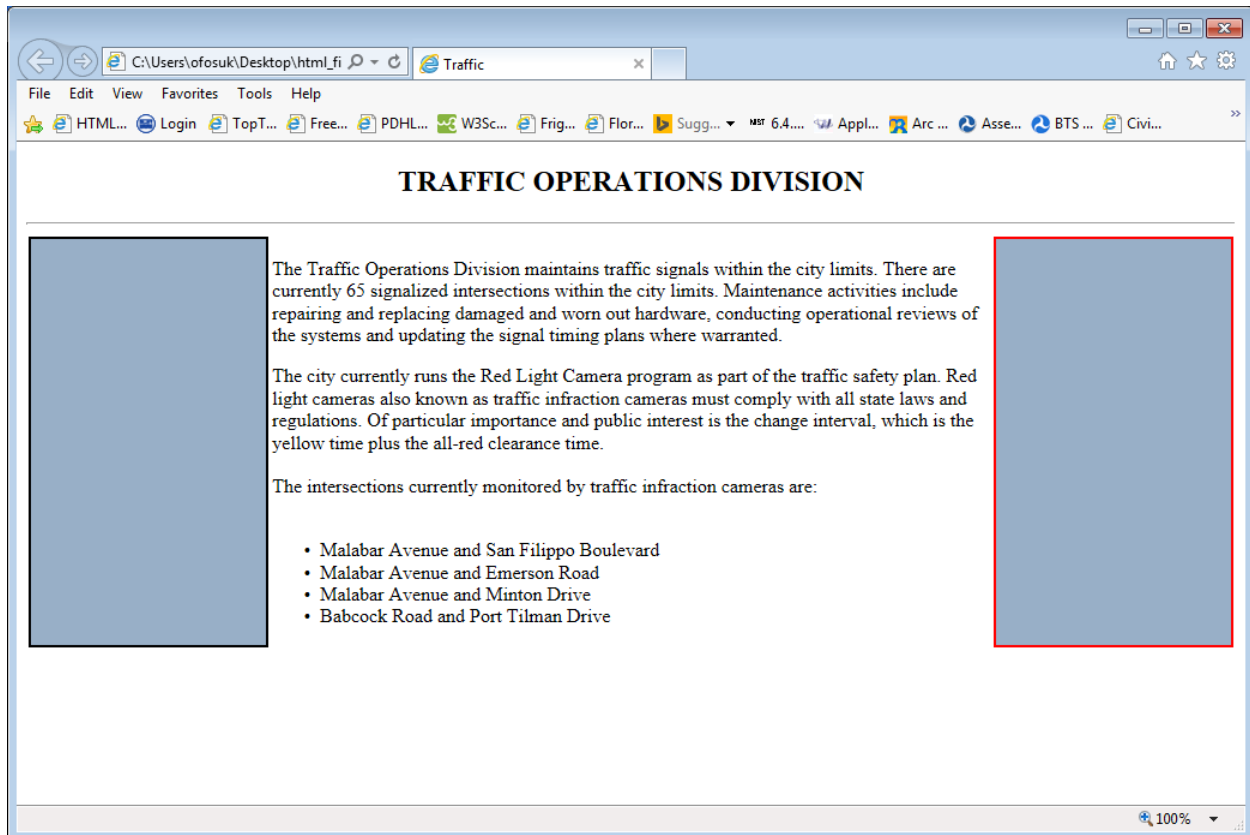 C:\Users\ofosuk\Desktop\html_fi
Traffic
File Edit View Favorites Tools Help
HTML... Login TopT... Free... PDHL... W3Sc... Frig... Flor... Sugg... NIST 6.4.... Appl... Arc ... Asse... BTS ... Civi...
TRAFFIC OPERATIONS DIVISION
The Traffic Operations Division maintains traffic signals within the city limits. There are
currently 65 signalized intersections within the city limits. Maintenance activities include
repairing and replacing damaged and worn out hardware, conducting operational reviews of
the systems and updating the signal timing plans where warranted.
The city currently runs the Red Light Camera program as part of the traffic safety plan. Red
light cameras also known as traffic infraction cameras must comply with all state laws and
regulations. Of particular importance and public interest is the change interval, which is the
yellow time plus the all-red clearance time.
The intersections currently monitored by traffic infraction cameras are:
• Malabar Avenue and San Filippo Boulevard
• Malabar Avenue and Emerson Road
• Malabar Avenue and Minton Drive
• Babcock Road and Port Tilman Drive
100%